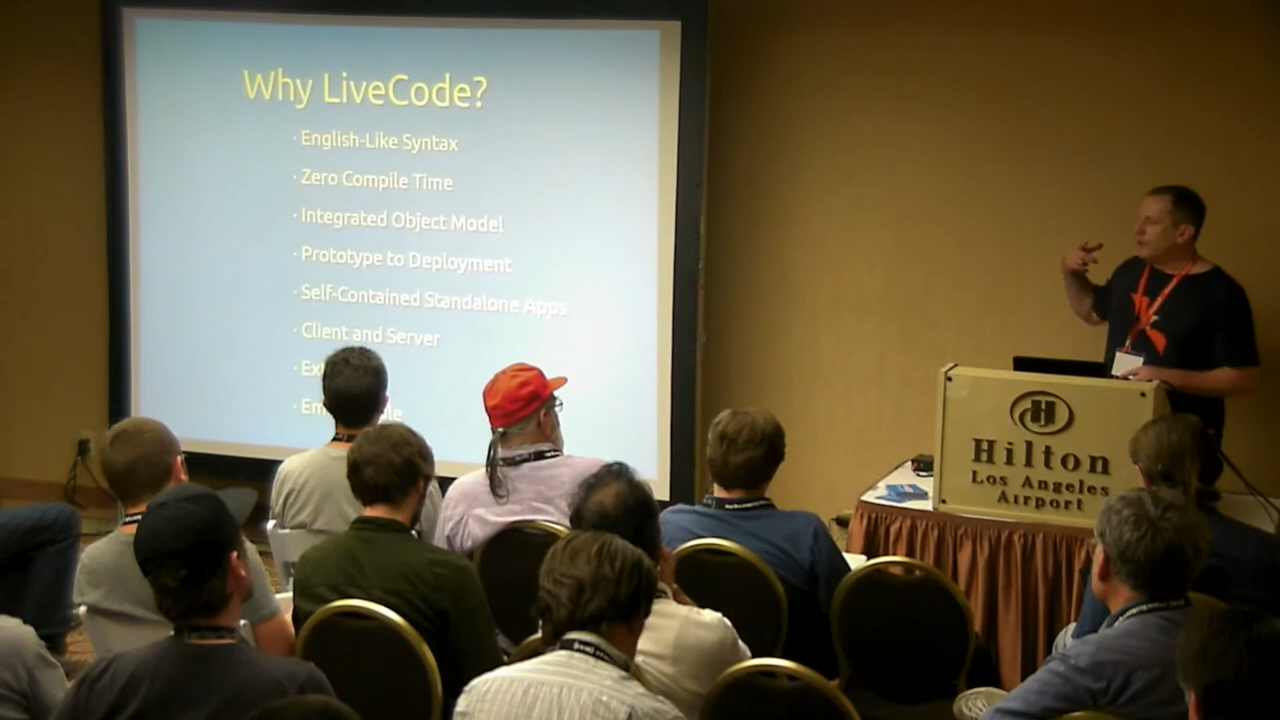 Why LiveCode?
· English-Like Syntax
· Zero Compile Time
· Integrated Object Model
· Prototype to Deployment
· Self-Contained Standalone Apps
· Client and Server
H
Hilton
Los Angeles
Airport